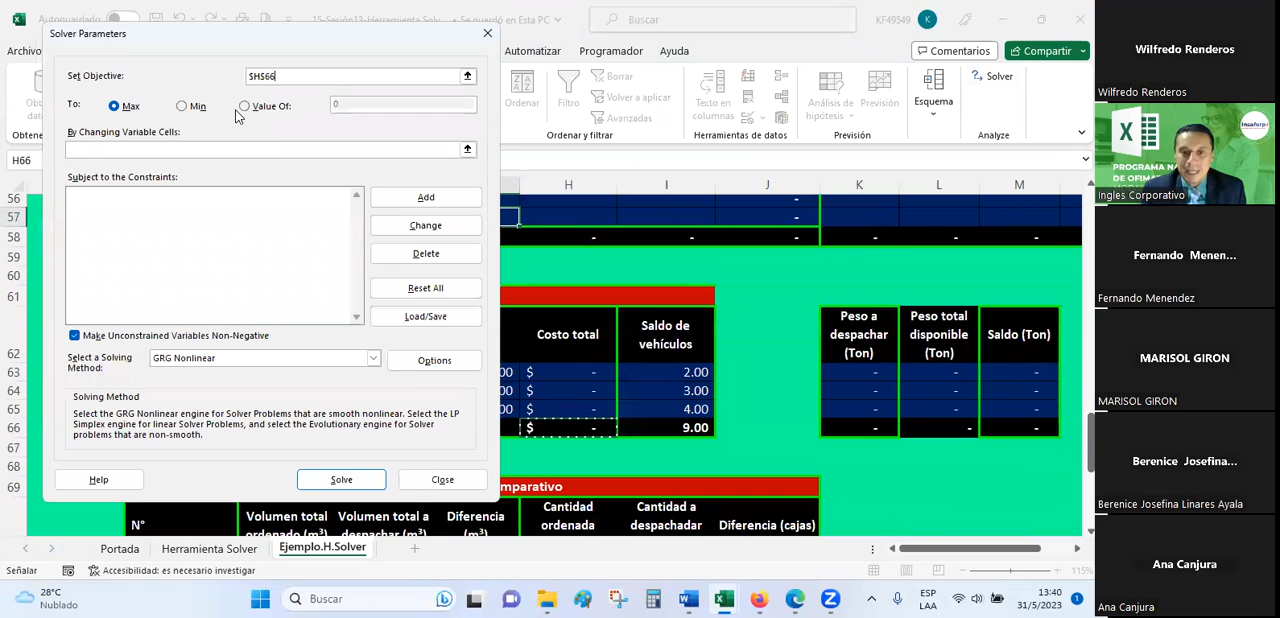 Autoguardado
15-Sesión13-Herramienta Solv... • Se guardó en Esta PC
Buscar
KF49549
K
Solver Parameters
Archivo
Automatizar
Programador
Ayuda
Comentarios
Compartir
Set Objective:
$H$66
To:
Max
Min
Value Of:
0
By Changing Variable Cells:
Subject to the Constraints:
Add
Change
Delete
Reset All
Load/Save
Make Unconstrained Variables Non-Negative
Select a Solving
Method:
GRG Nonlinear
Options
Solving Method
Select the GRG Nonlinear engine for Solver Problems that are smooth nonlinear. Select the LP
Simplex engine for linear Solver Problems, and select the Evolutionary engine for Solver
problems that are non-smooth.
Help
Solve
Close
Ordenar
Filtro
Borrar
Volver a aplicar
Avanzadas
Ordenar y filtrar
Texto en
columnas
Herramientas de datos
Análisis de
hipótesis
Previsión
Previsión
Esquema
Solver
Analyze
Obtene
H66
H I J K L M
56 -
57 -
58 - - - - - -
59
60
61
62 Costo total Saldo de
vehículos
Peso a
despachar
(Ton)
Peso total
disponible
(Ton)
Saldo (Ton)
63 00 $ - 2.00 - - -
64 00 $ - 3.00 - - -
65 00 $ - 4.00 - - -
66 $ - 9.00 - - -
67
68
69 mparativo
N°
Volumen total
ordenado (m³)
Volumen total a
despachar (m³)
Diferencia
(m³)
Cantidad
ordenada
Cantidad a
despachadar
Diferencia (cajas)
Portada
Herramienta Solver
Ejemplo.H.Solver
Señalar
Accesibilidad: es necesario investigar
115%
28°C
Nublado
Buscar
ESP
LAA
13:40
31/5/2023
1
Wilfredo Renderos
Wilfredo Renderos
PROGRAMA NA
DE OFIM
Insaforp
Ingles Corporativo
Fernando Menen...
Fernando Menendez
MARISOL GIRON
MARISOL GIRON
Berenice Josefina...
Berenice Josefina Linares Ayala
Ana Canjura
Ana Canjura